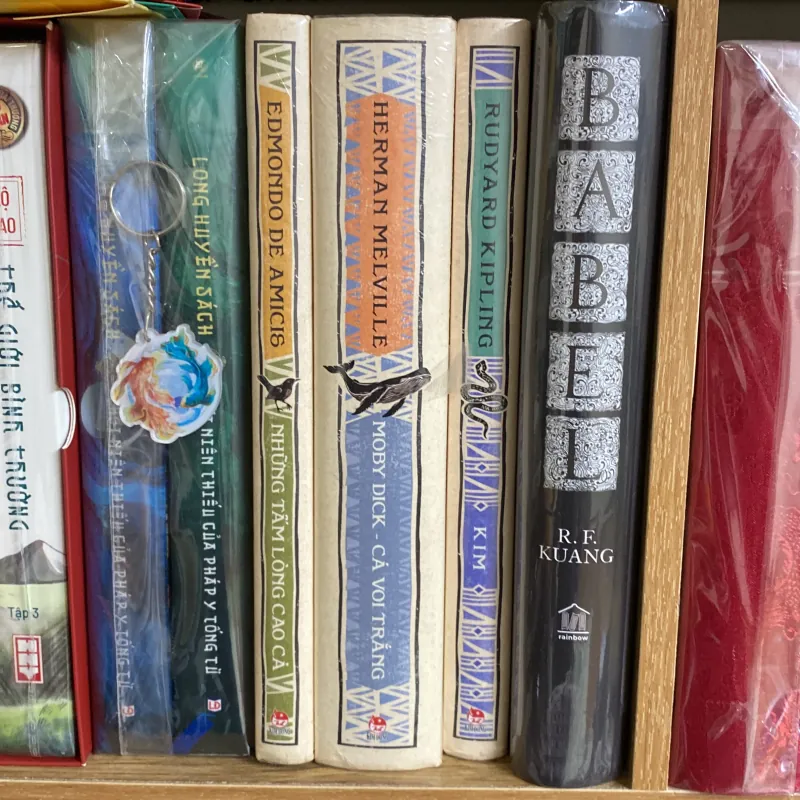 THẾ GIỚI BÌNH THƯỜNG
Tập 3
LONG HUYỀN SÁCH
NIÊN THIẾU CỦA PHÁP Y TỐNG TỪ
EDMONDO DE AMICIS
NHỮNG TẤM LÒNG CAO CẢ
HERMAN MELVILLE
MOBY DICK - CÁ VOI TRẮNG
RUDYARD KIPLING
KIM
BABEL
R. F.
KUANG
rainbow